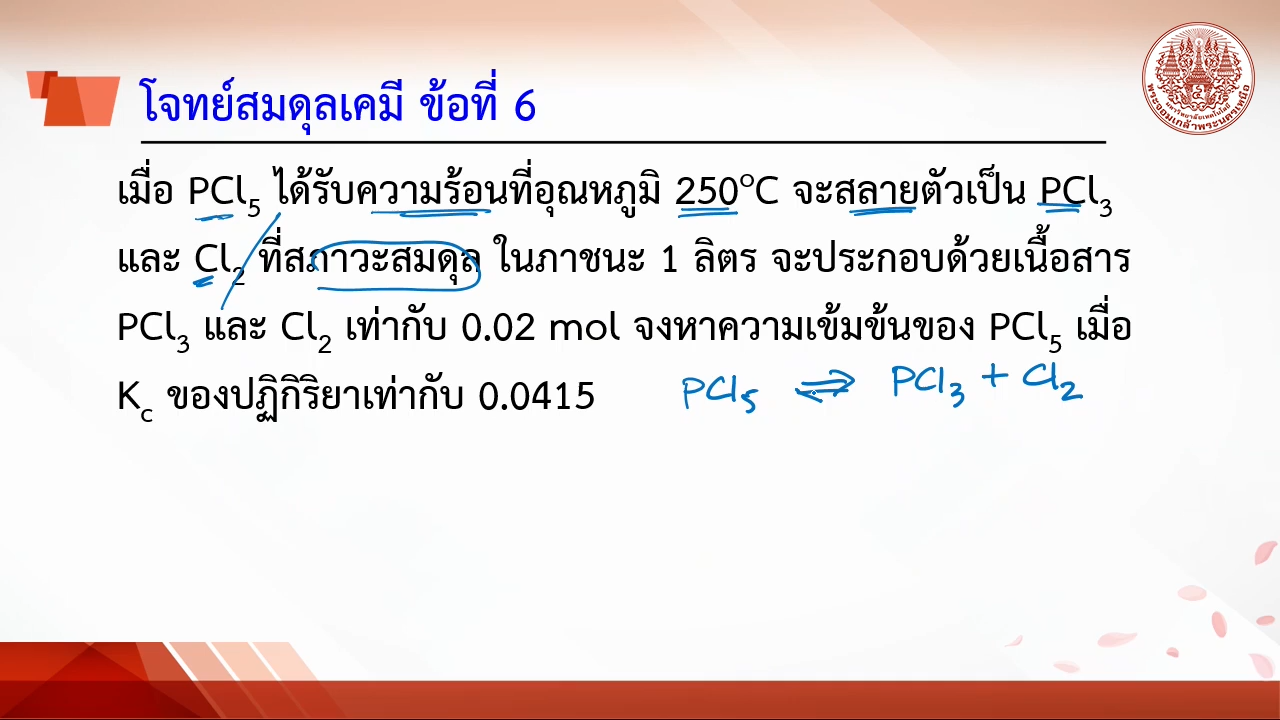 โจทย์สมดุลเคมี ข้อที่ 6
เมื่อ PCl₅ ได้รับความร้อนที่อุณหภูมิ 250°C จะสลายตัวเป็น PCl₃
และ Cl₂ ที่สภาวะสมดุล ในภาชนะ 1 ลิตร จะประกอบด้วยเนื้อสาร
PCl₃ และ Cl₂ เท่ากับ 0.02 mol จงหาความเข้มข้นของ PCl₅ เมื่อ
K꜀ ของปฏิกิริยาเท่ากับ 0.0415
PCl₅ ⇌ PCl₃ + Cl₂